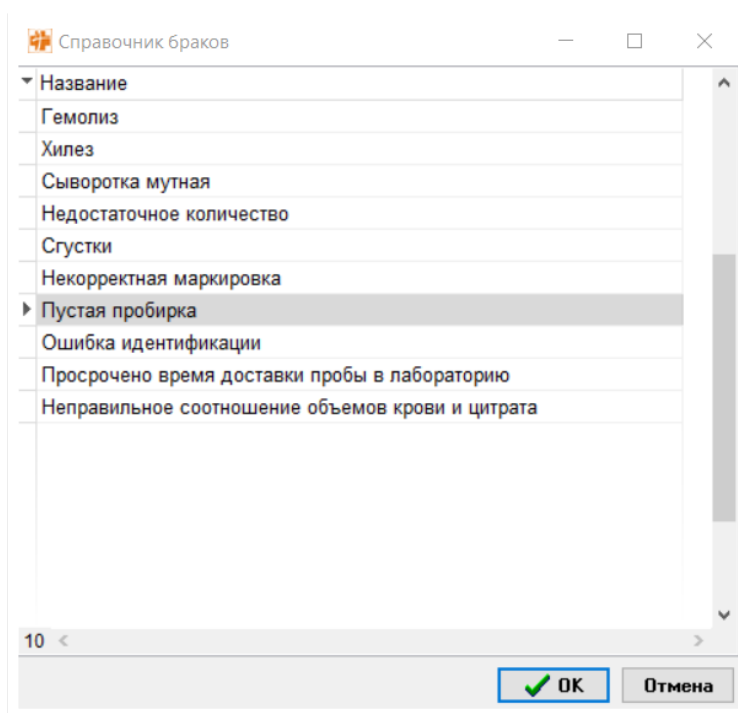 Справочник браков
Название
Гемолиз
Хилез
Сыворотка мутная
Недостаточное количество
Сгустки
Некорректная маркировка
Пустая пробирка
Ошибка идентификации
Просрочено время доставки пробы в лабораторию
Неправильное соотношение объемов крови и цитрата
10
OK Отмена